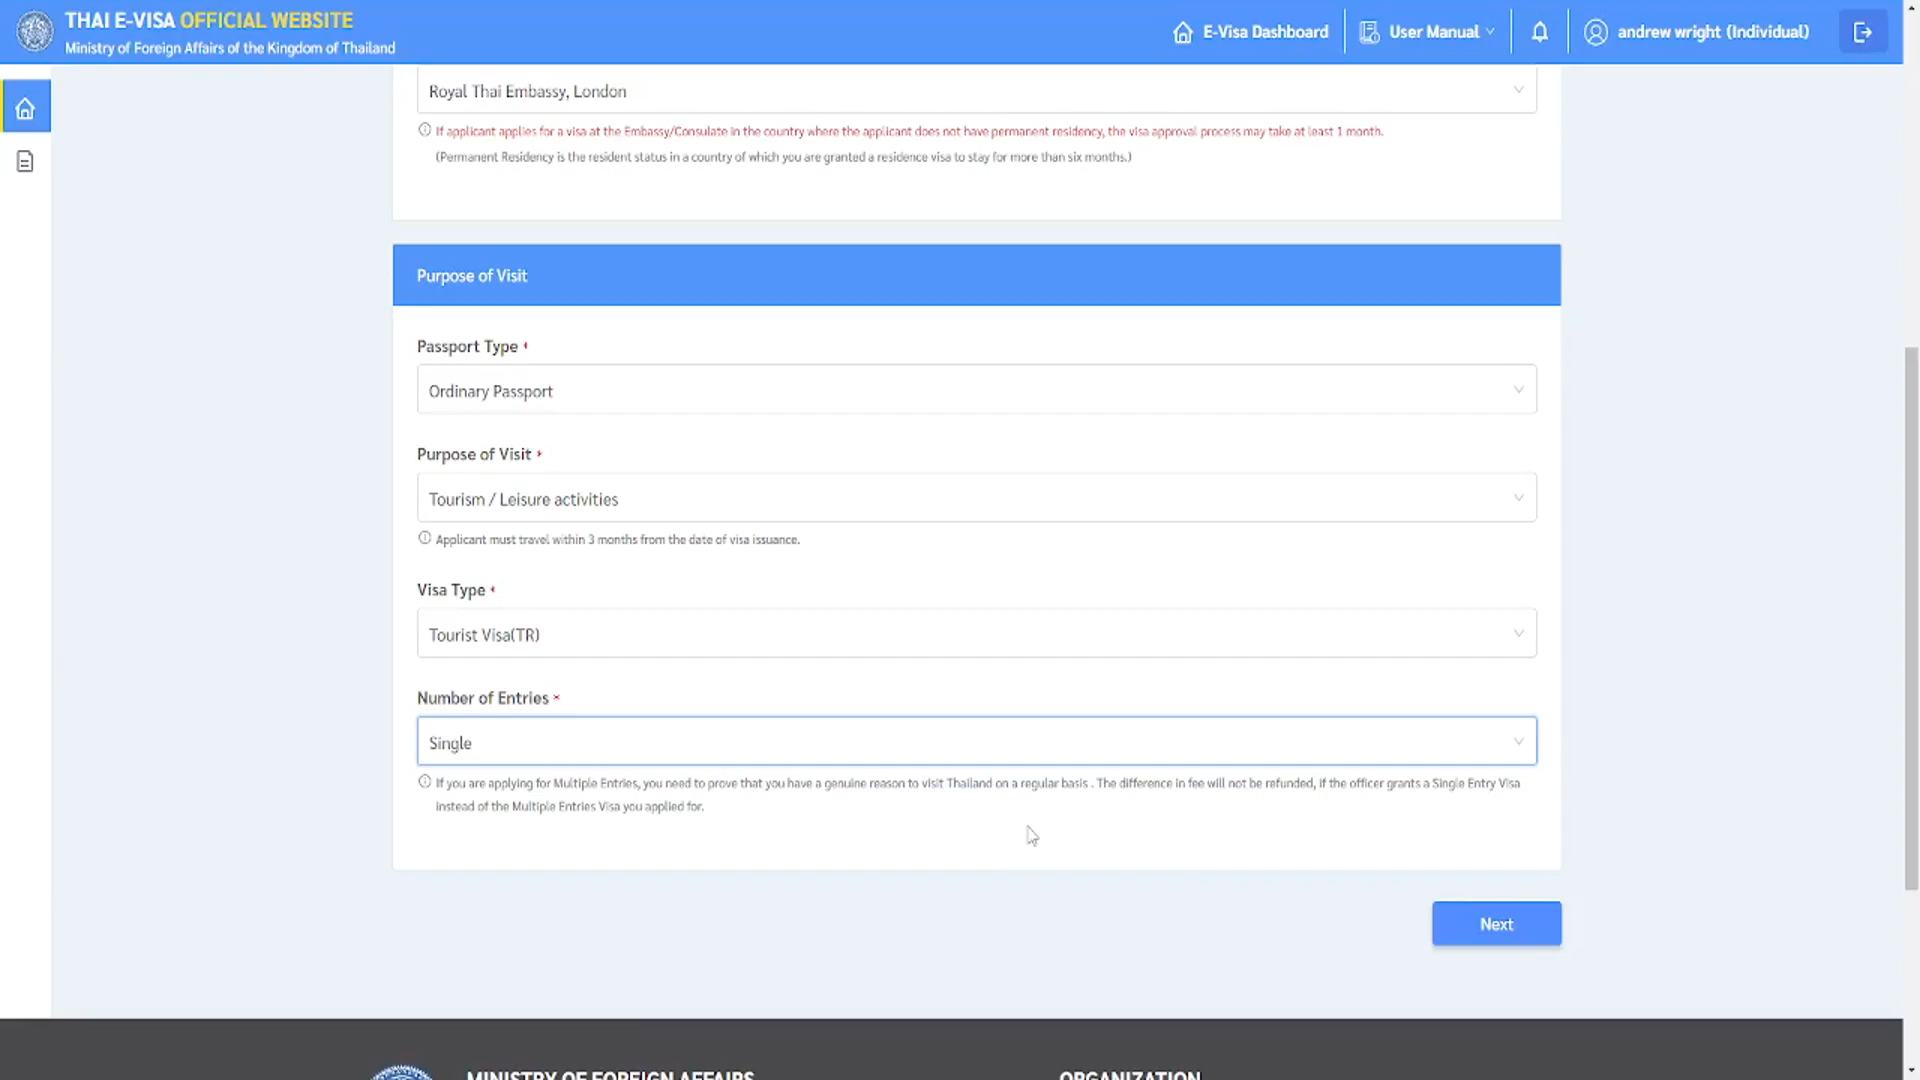 THAI E-VISA OFFICIAL WEBSITE
Ministry of Foreign Affairs of the Kingdom of Thailand
E-Visa Dashboard
User Manual
andrew wright (Individual)
Royal Thai Embassy, London
If applicant applies for a visa at the Embassy/Consulate in the country where the applicant does not have permanent residency, the visa approval process may take at least 1 month.
(Permanent Residency is the resident status in a country of which you are granted a residence visa to stay for more than six months.)
Purpose of Visit
Passport Type *
Ordinary Passport
Purpose of Visit *
Tourism / Leisure activities
Applicant must travel within 3 months from the date of visa issuance.
Visa Type *
Tourist Visa(TR)
Number of Entries *
Single
If you are applying for Multiple Entries, you need to prove that you have a genuine reason to visit Thailand on a regular basis . The difference in fee will not be refunded, if the officer grants a Single Entry Visa
instead of the Multiple Entries Visa you applied for.
Next
MINISTRY OF FOREIGN AFFAIRS
ORGANIZATION